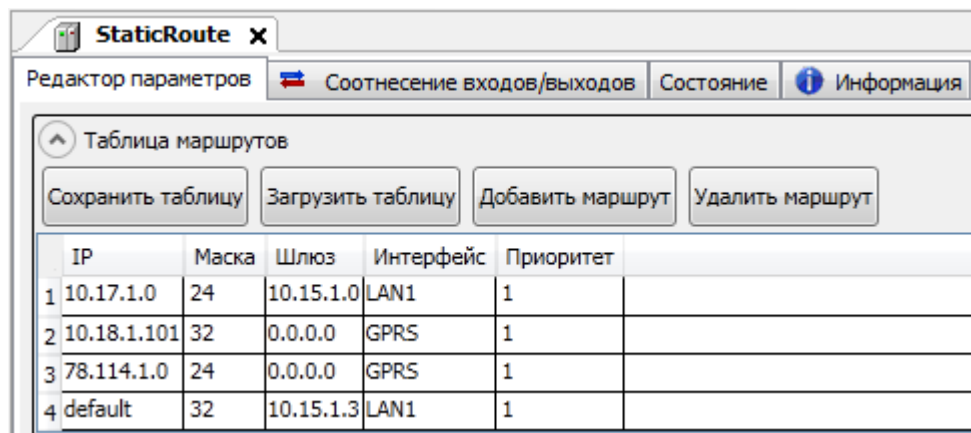 StaticRoute
Редактор параметров Соотнесение входов/выходов Состояние Информация
Таблица маршрутов
Сохранить таблицу Загрузить таблицу Добавить маршрут Удалить маршрут
IP Маска Шлюз Интерфейс Приоритет
1 10.17.1.0 24 10.15.1.0 LAN1 1
2 10.18.1.101 32 0.0.0.0 GPRS 1
3 78.114.1.0 24 0.0.0.0 GPRS 1
4 default 32 10.15.1.3 LAN1 1